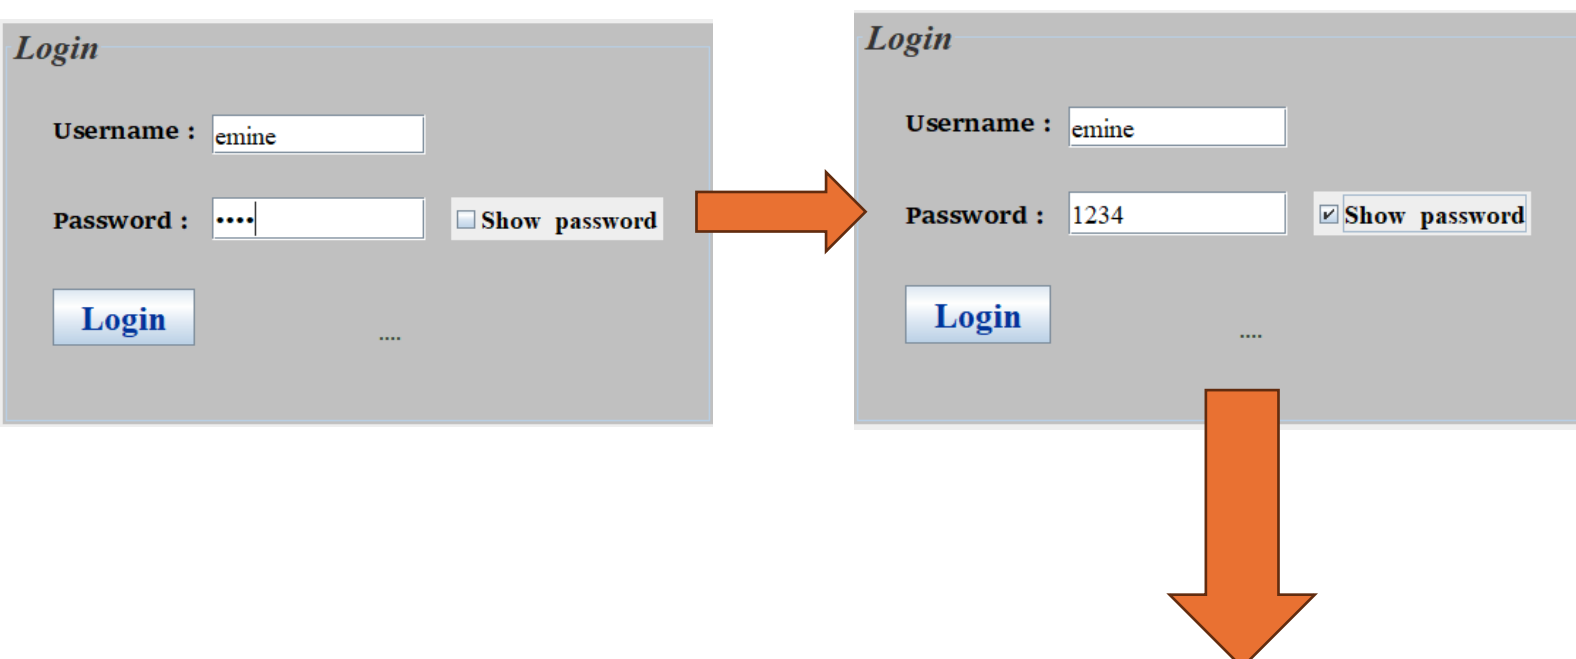 Login
Username : emine
Password : •••• Show password
Login ....
Login
Username : emine
Password : 1234 Show password
Login ....